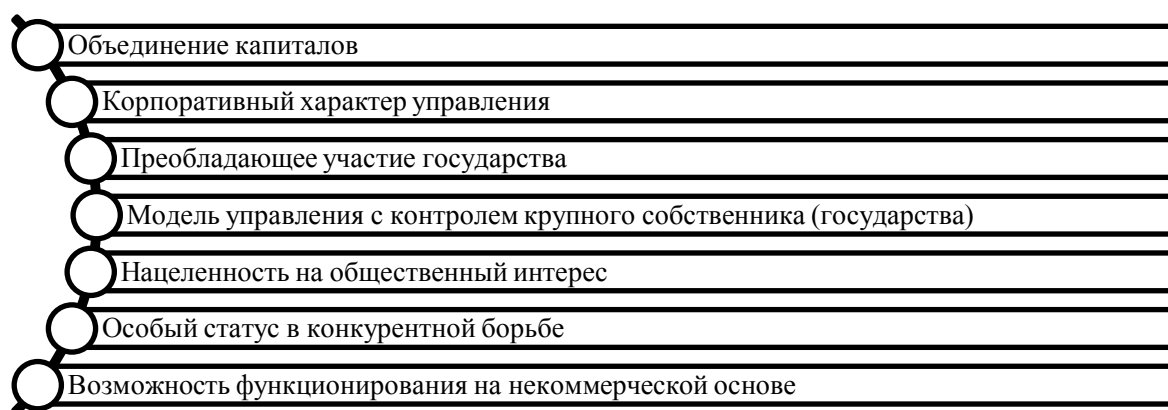 Объединение капиталов
Корпоративный характер управления
Преобладающее участие государства
Модель управления с контролем крупного собственника (государства)
Нацеленность на общественный интерес
Особый статус в конкурентной борьбе
Возможность функционирования на некоммерческой основе